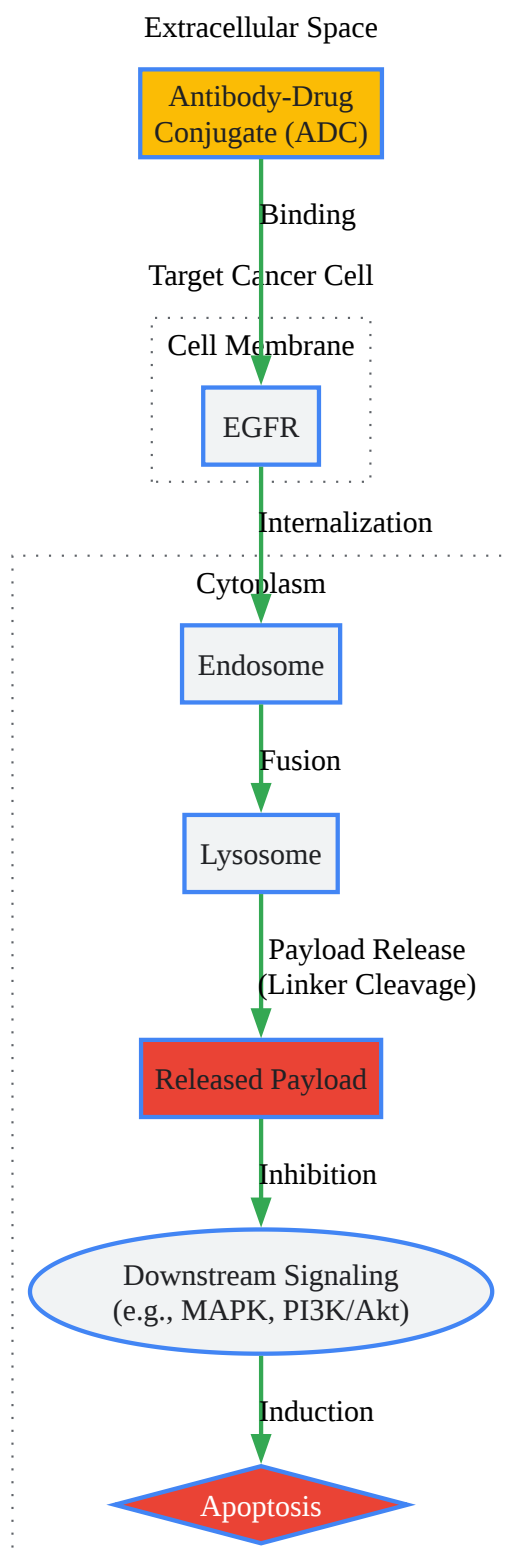 Extracellular Space
Antibody-Drug
Conjugate (ADC)
Binding
Target Cancer Cell
Cell Membrane
EGFR
Internalization
Cytoplasm
Endosome
Fusion
Lysosome
Payload Release
(Linker Cleavage)
Released Payload
Inhibition
Downstream Signaling
(e.g., MAPK, PI3K/Akt)
Induction
Apoptosis